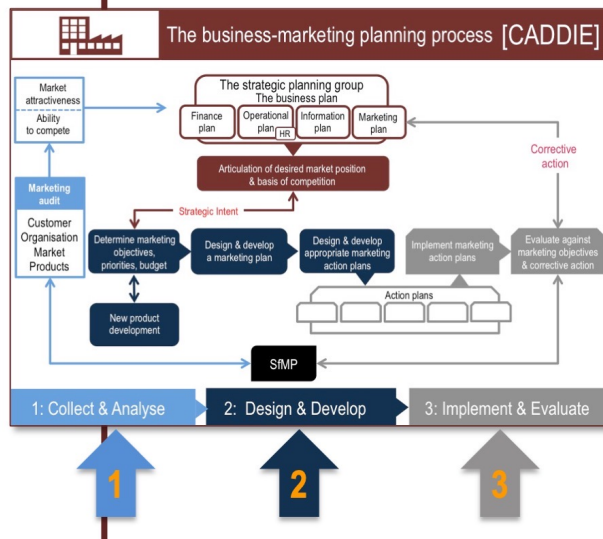 The business-marketing planning process [CADDIE]
Market
attractiveness
Ability
to compete
The strategic planning group
The business plan
Finance
plan
Operational
plan
HR
Information
plan
Marketing
plan
Corrective
action
Articulation of desired market position
& basis of competition
Marketing
audit
Customer
Organisation
Market
Products
Strategic Intent
Determine marketing
objectives,
priorities, budget
Design & develop
a marketing plan
Design & develop
appropriate marketing
action plans
Implement marketing
action plans
Evaluate against
marketing objectives
& corrective action
New product
development
Action plans
SfMP
1: Collect & Analyse
2: Design & Develop
3: Implement & Evaluate
1
2
3